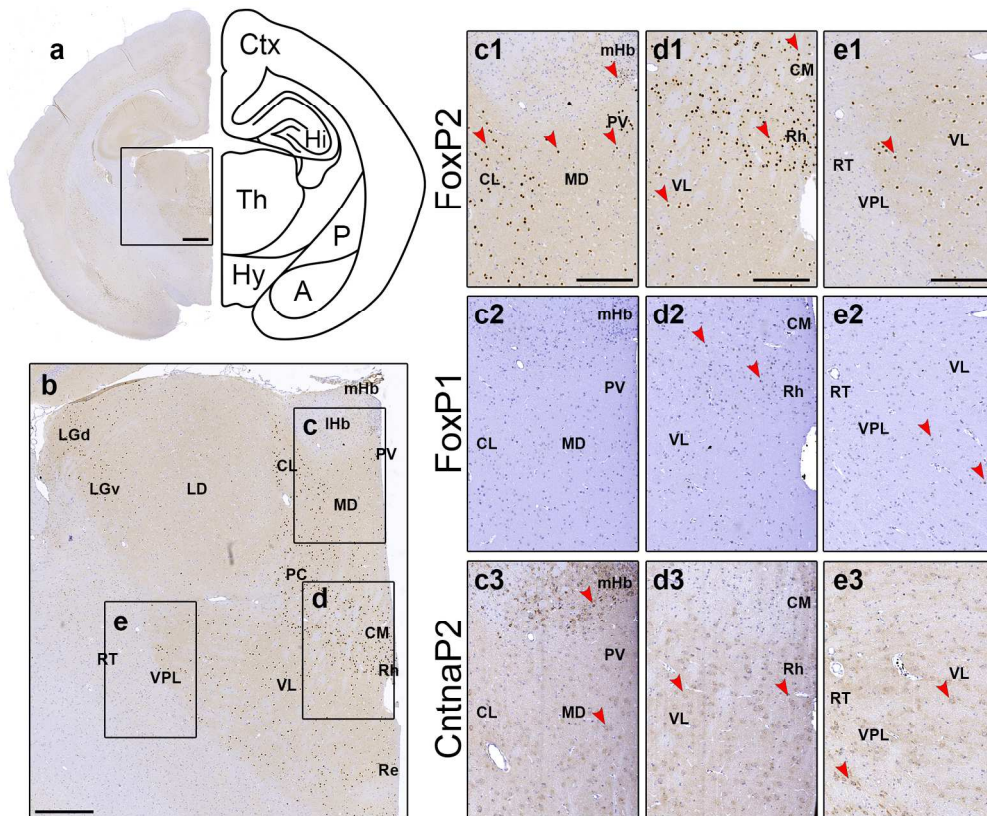 a
Ctx
Hi
Th
P
Hy
A
b
mHb
lHb
c
LGd
PV
CL
LGv
LD
MD
PC
d
e
CM
RT
VPL
Rh
VL
Re
FoxP2
c1
mHb
PV
CL
MD
d1
CM
Rh
VL
e1
VL
RT
VPL
FoxP1
c2
mHb
PV
CL
MD
d2
CM
Rh
VL
e2
VL
RT
VPL
CntnaP2
c3
mHb
PV
CL
MD
d3
CM
Rh
VL
e3
VL
RT
VPL